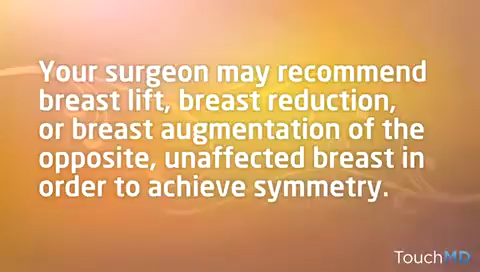 Your surgeon may recommend
breast lift, breast reduction,
or breast augmentation of the
opposite, unaffected breast in
order to achieve symmetry.
TouchMD